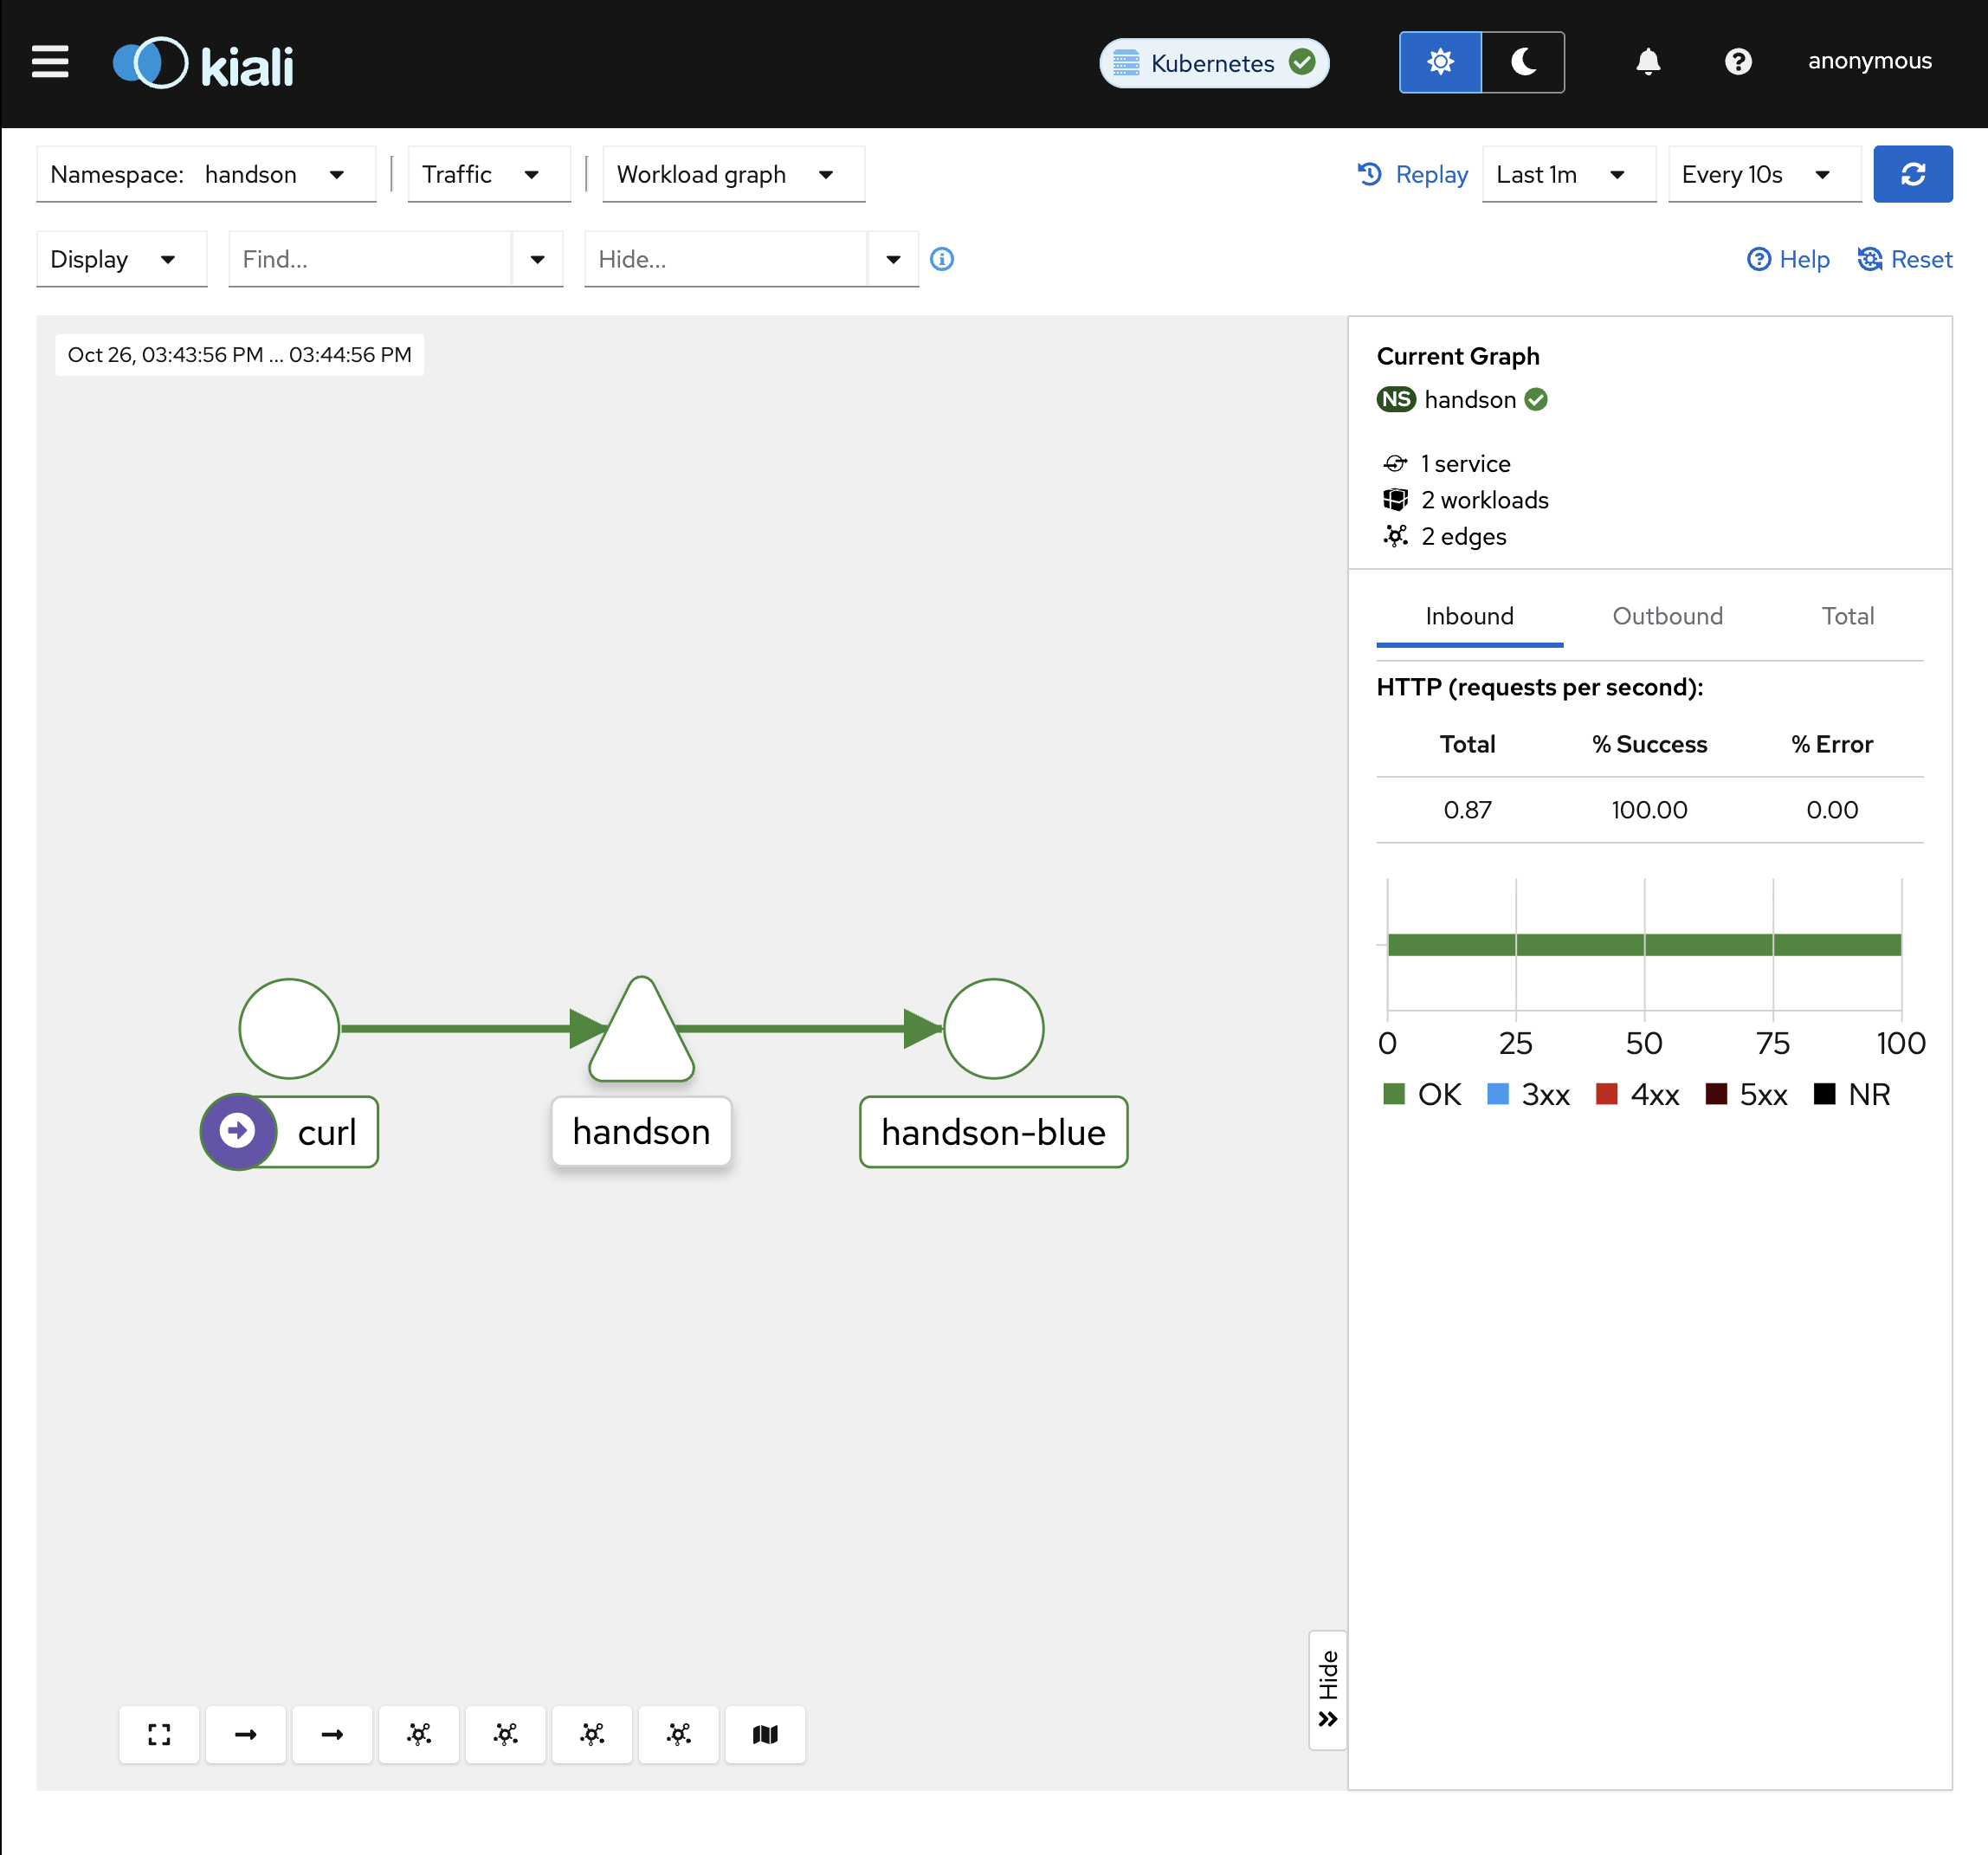 kiali
Kubernetes
anonymous
Namespace: handson
Traffic
Workload graph
Replay
Last 1m
Every 10s
Display
Find...
Hide...
Help
Reset
Oct 26, 03:43:56 PM ... 03:44:56 PM
Current Graph
NS handson
1 service
2 workloads
2 edges
Inbound Outbound Total
HTTP (requests per second):
Total % Success % Error
0.87 100.00 0.00
0 25 50 75 100
OK 3xx 4xx 5xx NR
curl
handson
handson-blue
Hide